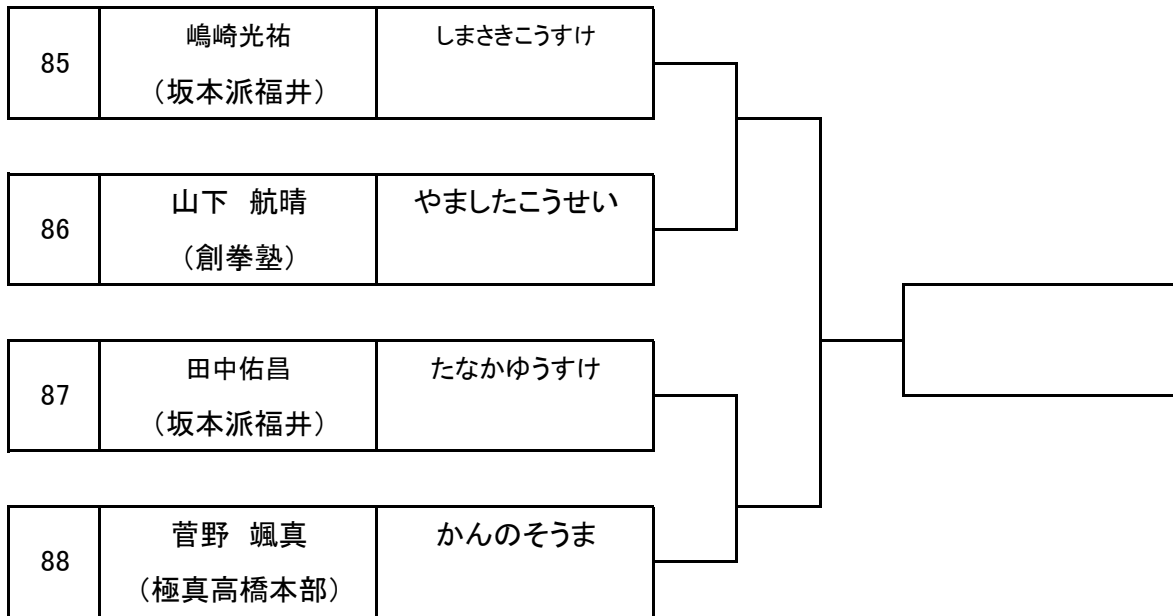 85
嶋崎光祐
しまさきこうすけ
（坂本派福井）
86
山下　航晴
やましたこうせい
（創拳塾）
87
田中佑昌
たなかゆうすけ
（坂本派福井）
88
菅野　颯真
かんのそうま
（極真高橋本部）